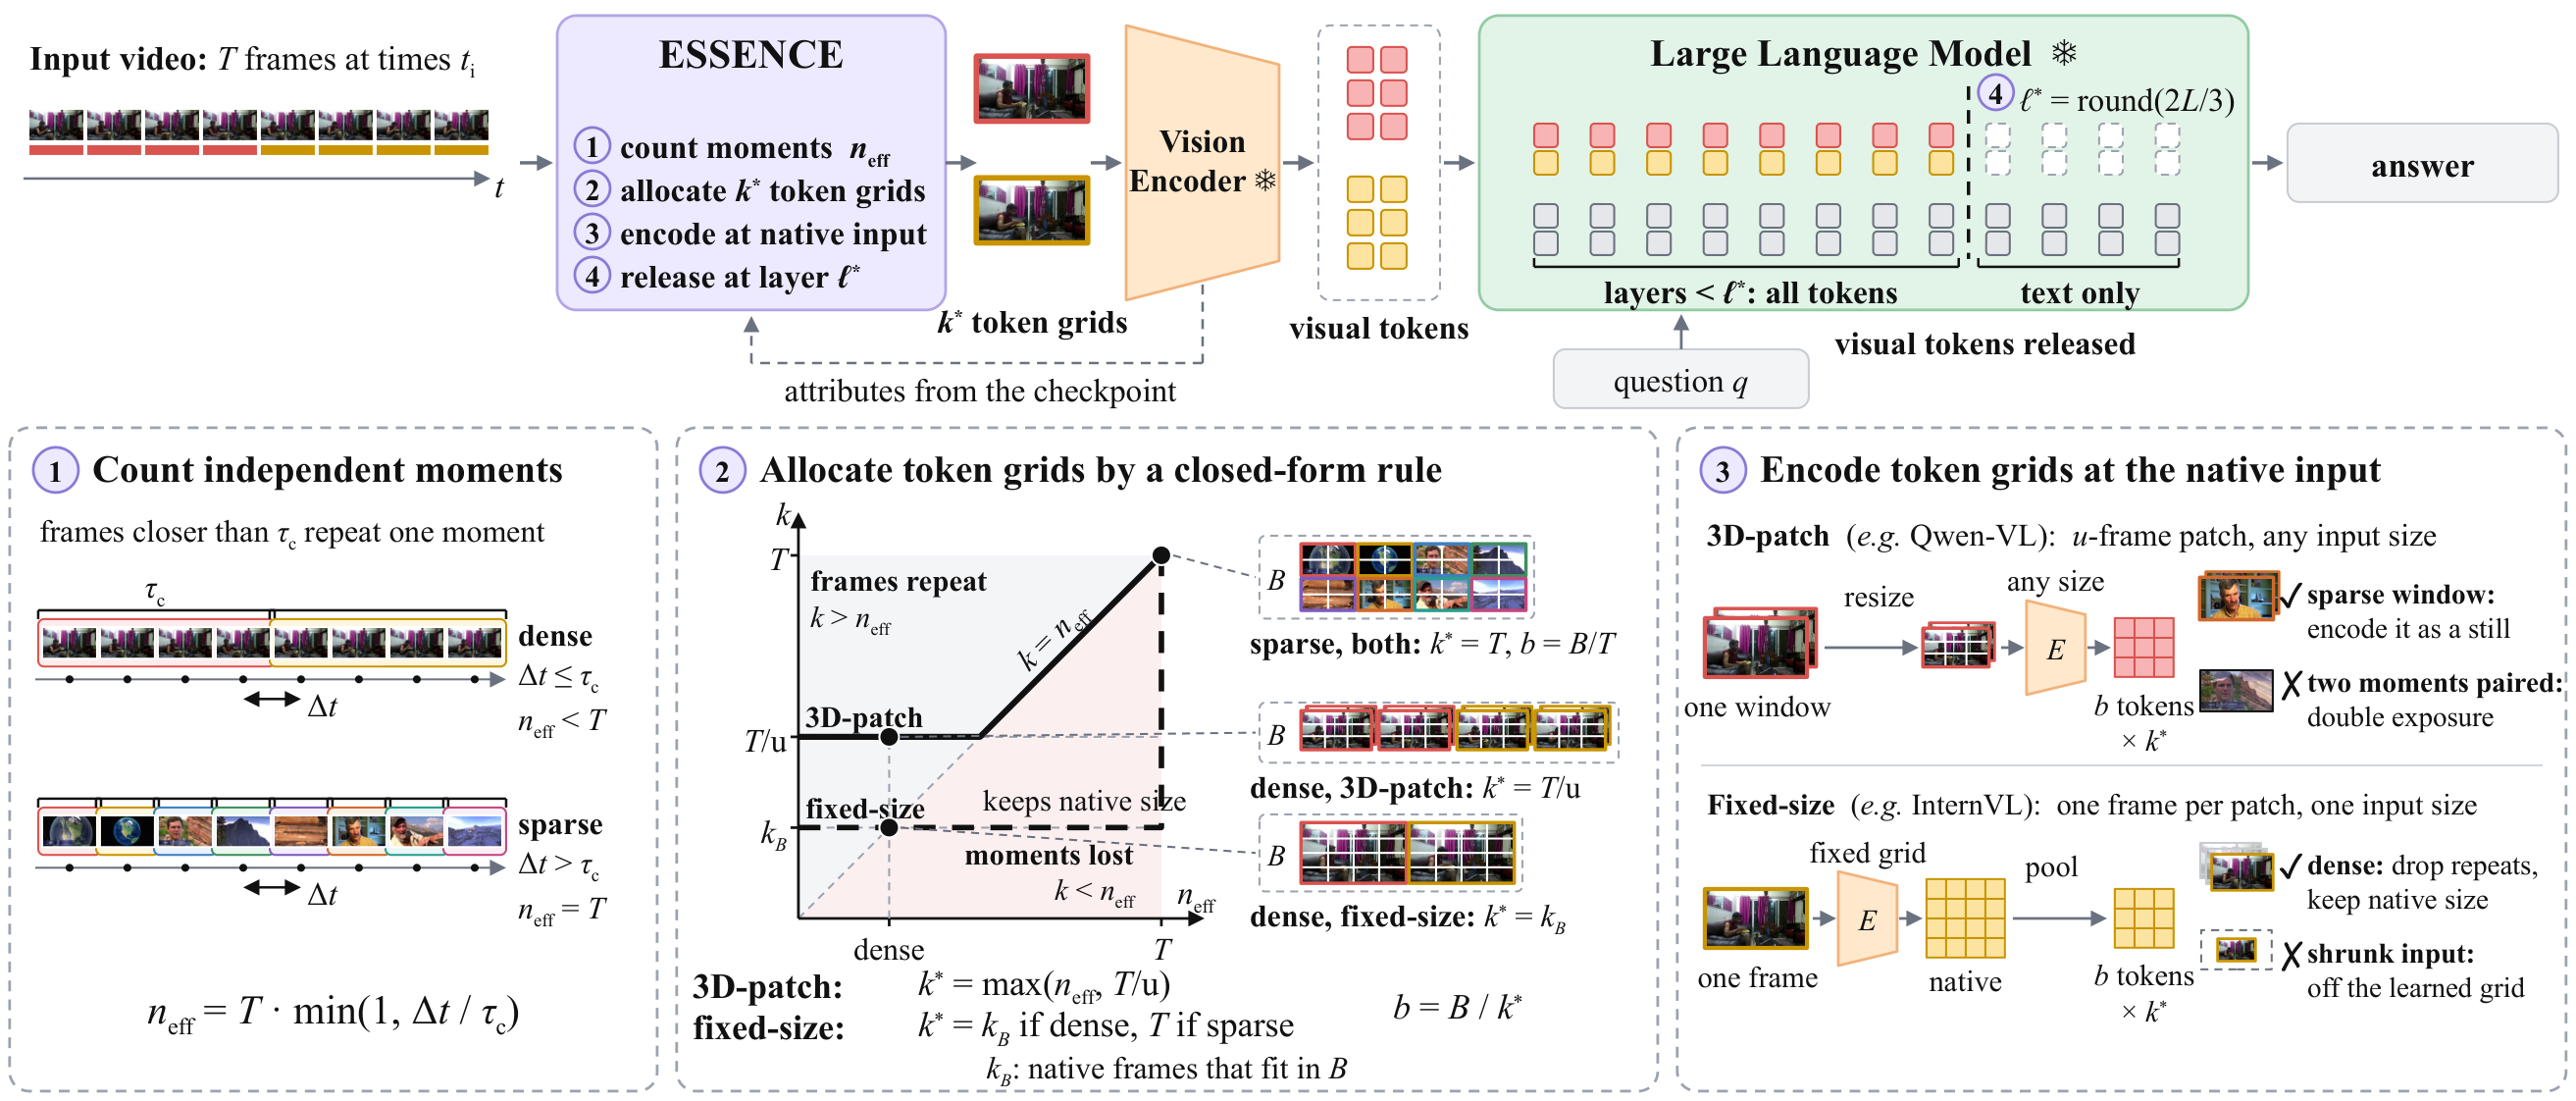 Input video: T frames at times tᵢ
t
ESSENCE
1 count moments n_eff
2 allocate k* token grids
3 encode at native input
4 release at layer ℓ*
k* token grids
Vision
Encoder ❄
attributes from the checkpoint
visual tokens
Large Language Model ❄
4 ℓ* = round(2L/3)
layers < ℓ*: all tokens
text only
visual tokens released
question q
answer
1 Count independent moments
frames closer than τ_c repeat one moment
τ_c
dense
Δt ≤ τ_c
n_eff < T
Δt
sparse
Δt > τ_c
n_eff = T
Δt
n_eff = T · min(1, Δt / τ_c)
2 Allocate token grids by a closed-form rule
k
T
frames repeat
k > n_eff
k = n_eff
3D-patch
T/u
fixed-size
keeps native size
k_B
moments lost
k < n_eff
n_eff
dense
T
B
sparse, both: k* = T, b = B/T
B
dense, 3D-patch: k* = T/u
B
dense, fixed-size: k* = k_B
3D-patch: k* = max(n_eff, T/u)
fixed-size: k* = k_B if dense, T if sparse
b = B / k*
k_B: native frames that fit in B
3 Encode token grids at the native input
3D-patch (e.g. Qwen-VL): u-frame patch, any input size
resize
any size
E
one window
b tokens
× k*
✓ sparse window:
encode it as a still
✗ two moments paired:
double exposure
Fixed-size (e.g. InternVL): one frame per patch, one input size
fixed grid
pool
E
one frame
native
b tokens
× k*
✓ dense: drop repeats,
keep native size
✗ shrunk input:
off the learned grid